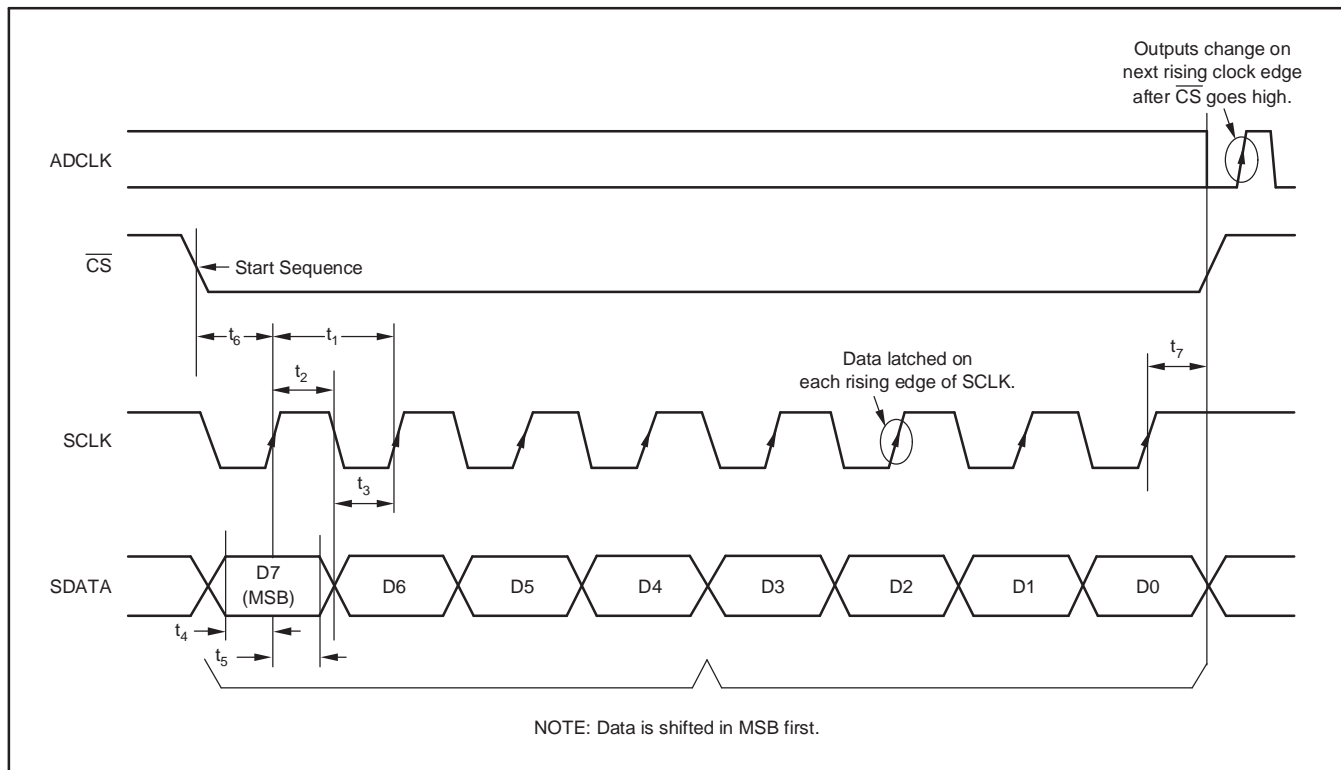 Outputs change on
next rising clock edge
after C̅S̅ goes high.
ADCLK
C̅S̅
Start Sequence
t6
t1
t2
Data latched on
each rising edge of SCLK.
t7
SCLK
t3
SDATA
D7
(MSB)
D6
D5
D4
D3
D2
D1
D0
t4
t5
NOTE: Data is shifted in MSB first.